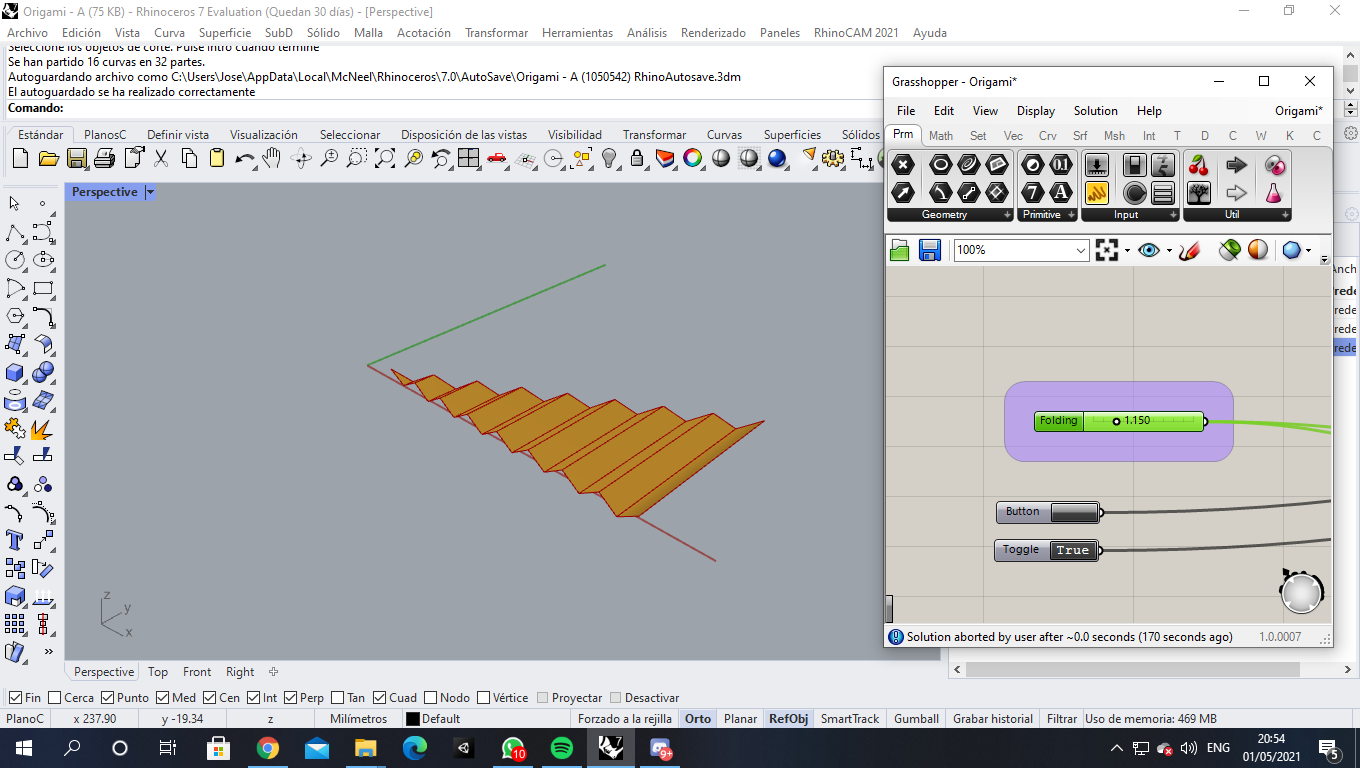 Origami - A (75 KB) - Rhinoceros 7 Evaluation (Quedan 30 días) - [Perspective]
Archivo Edición Vista Curva Superficie SubD Sólido Malla Acotación Transformar Herramientas Análisis Renderizado Paneles RhinoCAM 2021 Ayuda
Seleccione los objetos de corte. Pulse Intro cuando termine
Se han partido 16 curvas en 32 partes.
Autoguardando archivo como C:\Users\Jose\AppData\Local\McNeel\Rhinoceros\7.0\AutoSave\Origami - A (1050542) RhinoAutosave.3dm
El autoguardado se ha realizado correctamente
Comando:
Estándar PlanosC Definir vista Visualización Seleccionar Disposición de las vistas Visibilidad Transformar Curvas Superficies Sólidos
Perspective
z
y
x
Grasshopper - Origami*
File Edit View Display Solution Help Origami*
Prm Math Set Vec Crv Srf Msh Int T D C W K C
Geometry Primitive Input Util
100%
Folding 1.150
Button
Toggle True
Solution aborted by user after ~0.0 seconds (170 seconds ago) 1.0.0007
Perspective Top Front Right
Fin Cerca Punto Med Cen Int Perp Tan Cuad Nodo Vértice Proyectar Desactivar
PlanoC x 237.90 y -19.34 z Milímetros Default Forzado a la rejilla Orto Planar RefObj SmartTrack Gumball Grabar historial Filtrar Uso de memoria: 469 MB
10
7
9+
ENG
20:54
01/05/2021
5